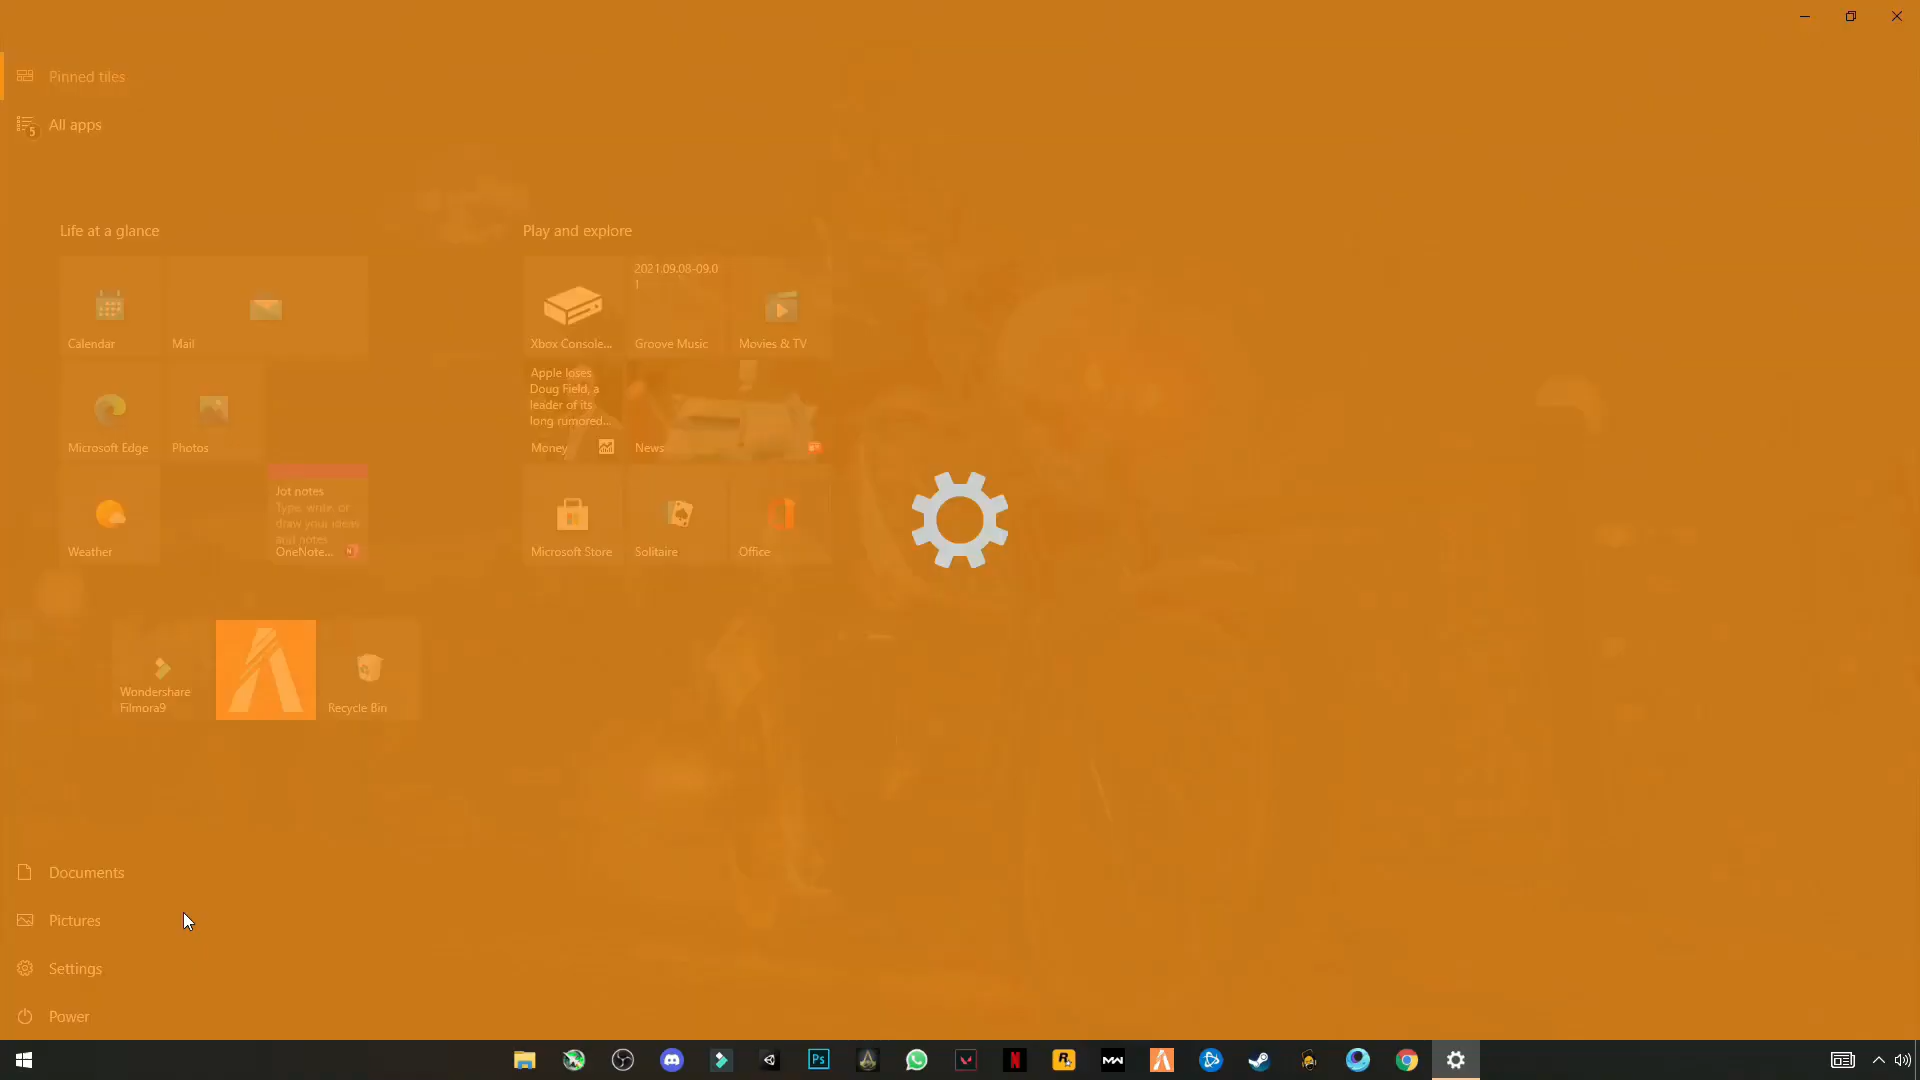 Pinned tiles
5
All apps
Life at a glance
Play and explore
Calendar
Mail
Xbox Console...
2021.09.08-09.0
1
Groove Music
Movies & TV
Microsoft Edge
Photos
Apple loses
Doug Field, a
leader of its
long rumored...
Money
News
Weather
Jot notes
Type, write, or
draw your ideas
and notes
OneNote...
N
Microsoft Store
Solitaire
Office
Wondershare
Filmora9
Recycle Bin
Documents
Pictures
Settings
Power
Ps
N
R
MW